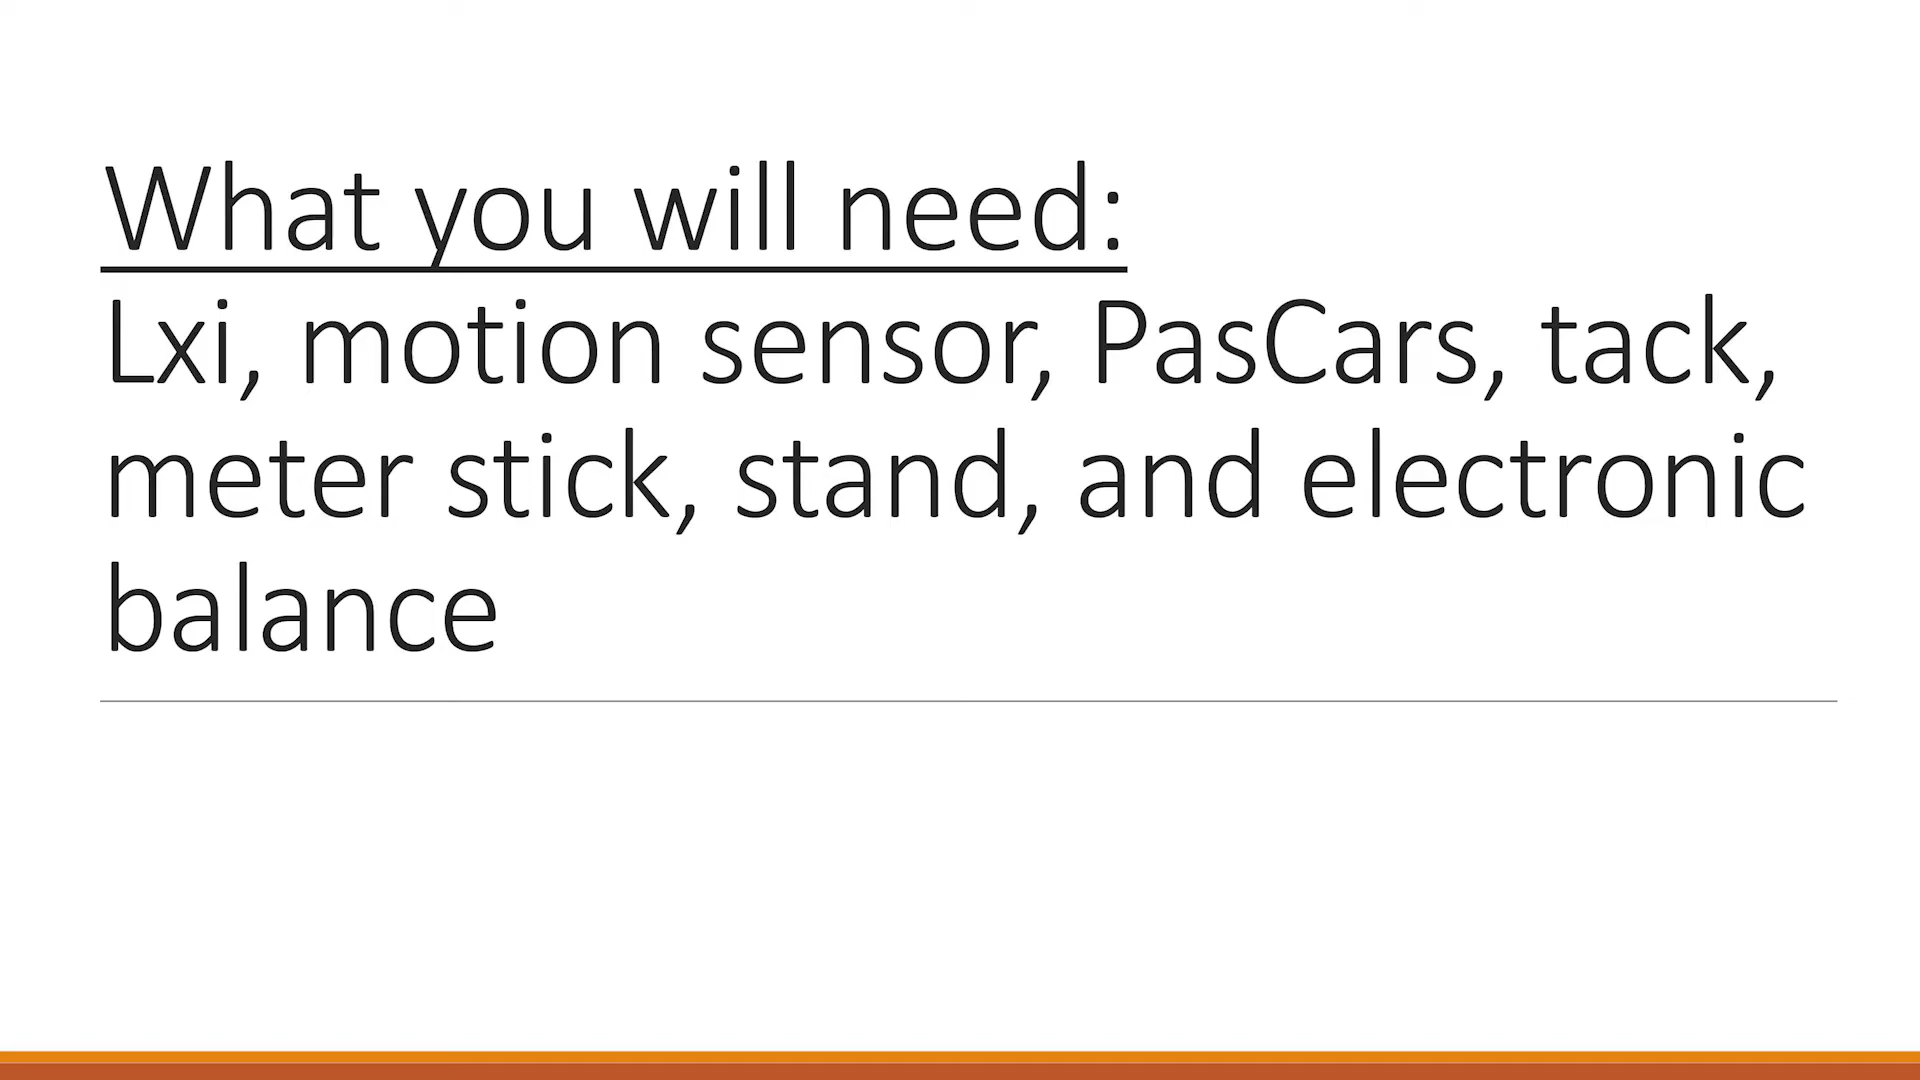 What you will need:
Lxi, motion sensor, PasCars, tack,
meter stick, stand, and electronic
balance